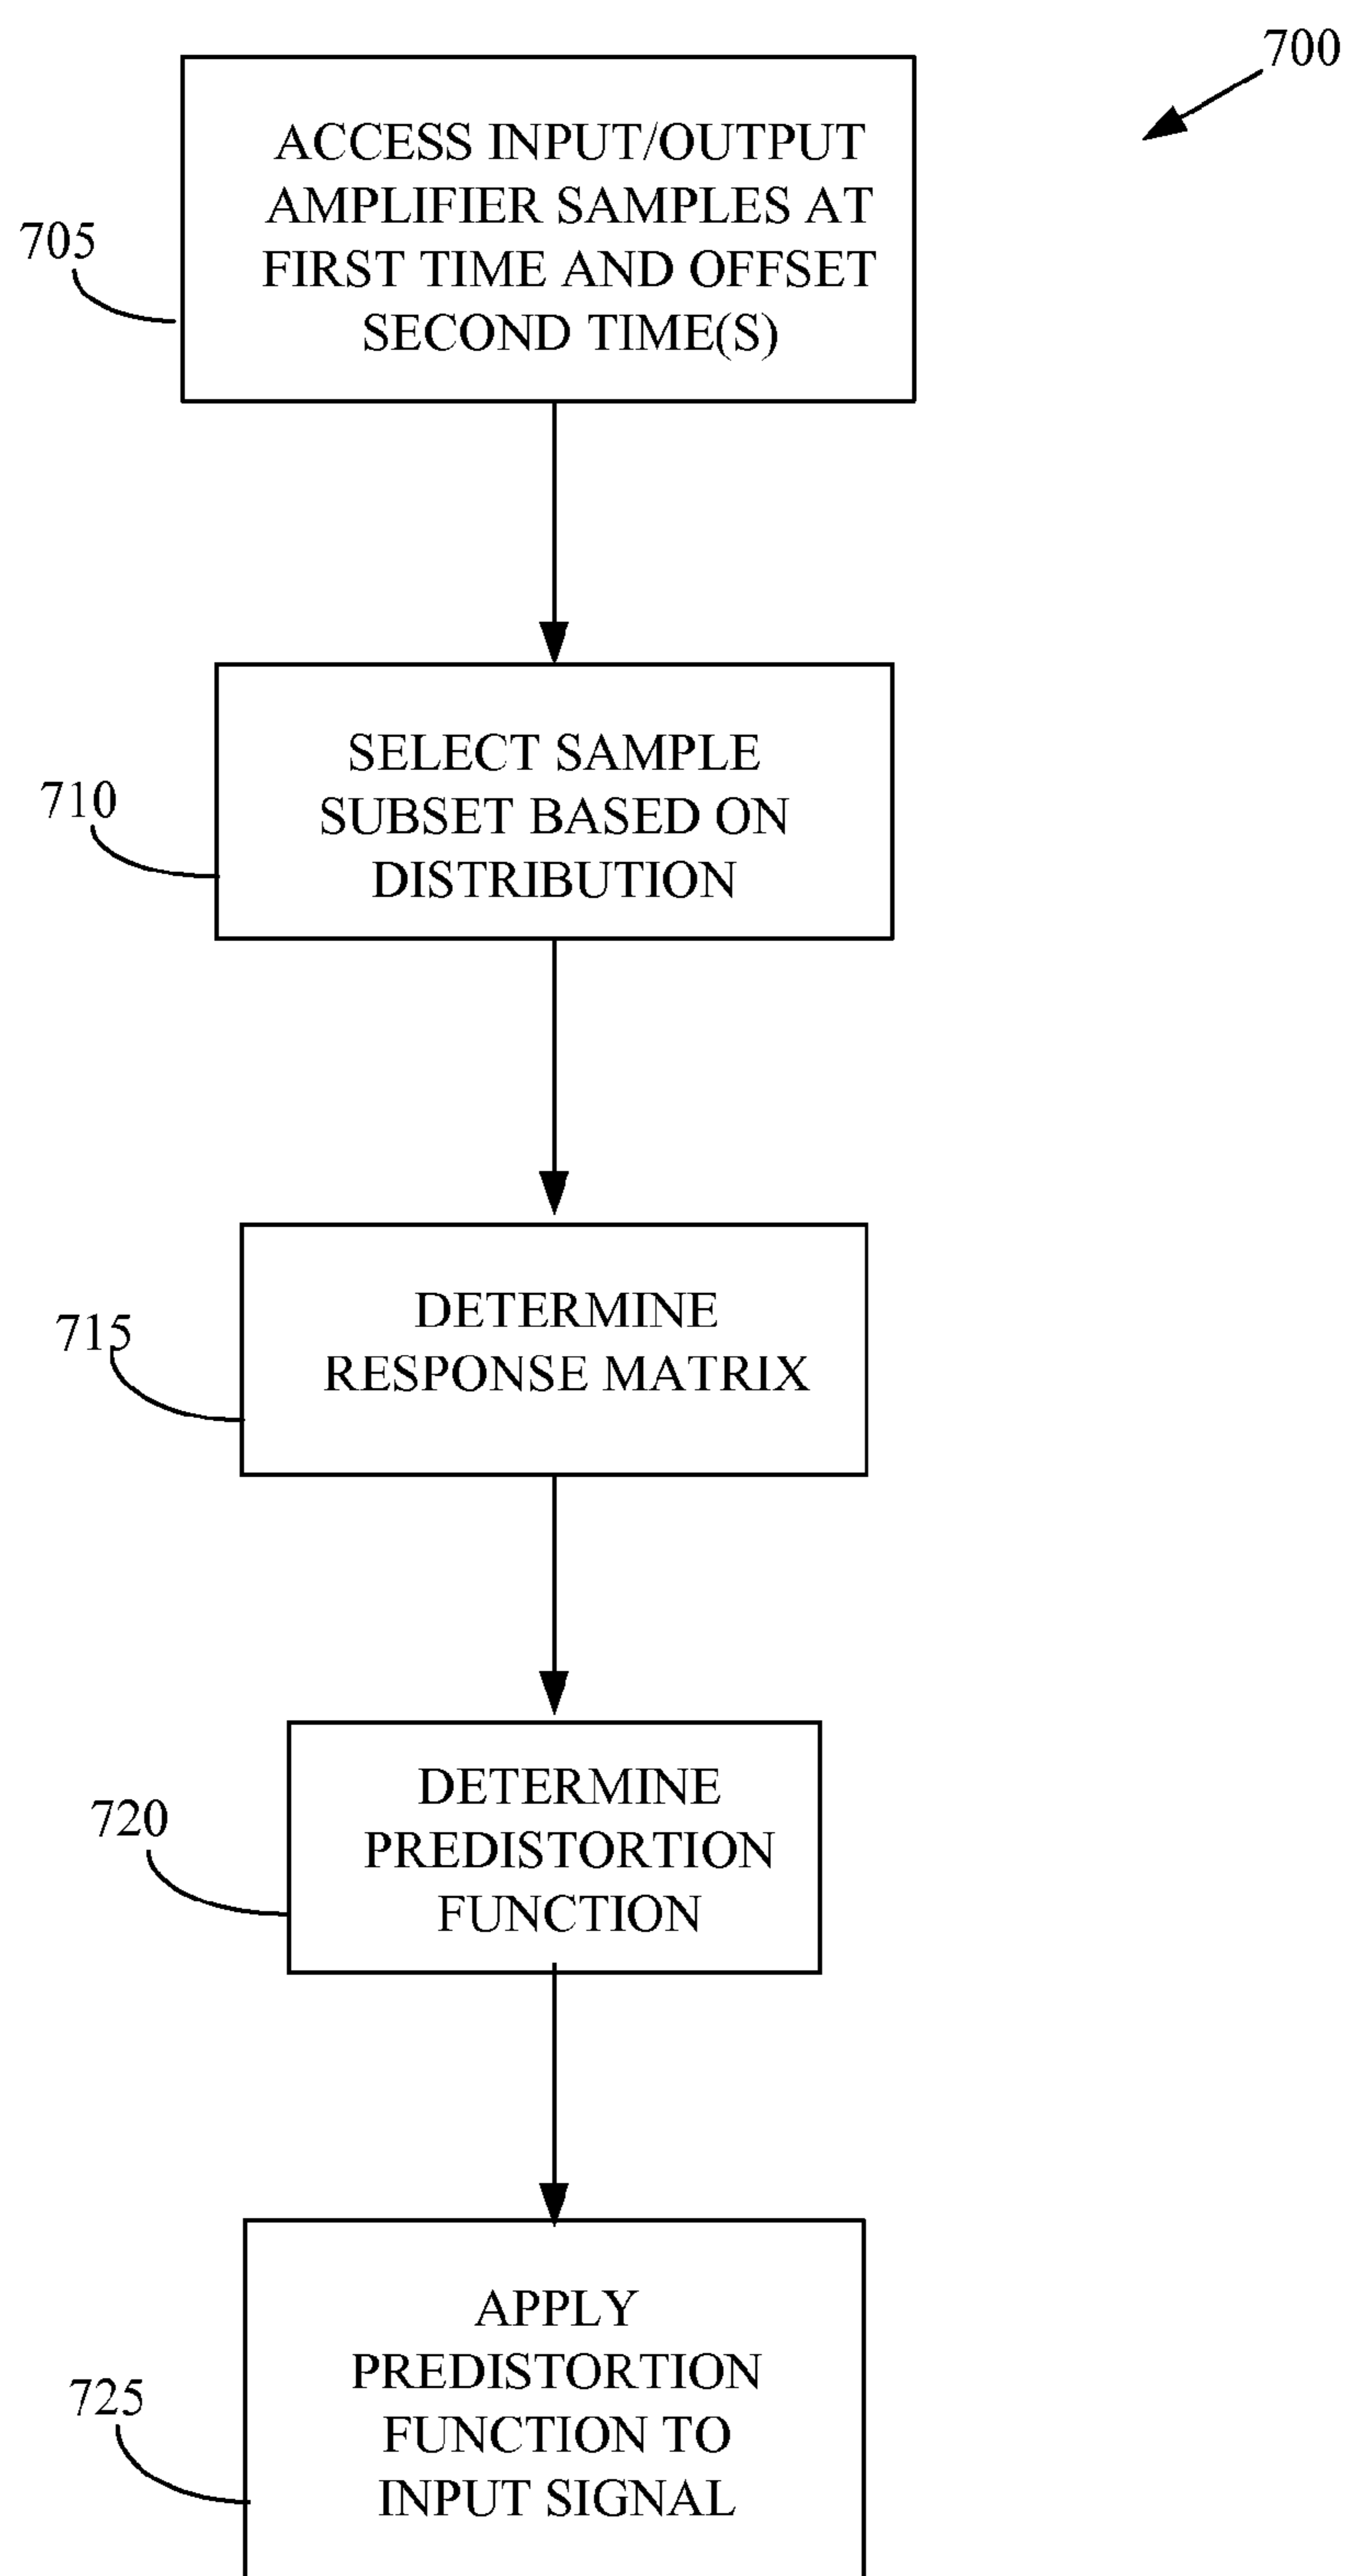 700
ACCESS INPUT/OUTPUT
AMPLIFIER SAMPLES AT
FIRST TIME AND OFFSET
SECOND TIME(S)
705
SELECT SAMPLE
SUBSET BASED ON
DISTRIBUTION
710
DETERMINE
RESPONSE MATRIX
715
DETERMINE
PREDISTORTION
FUNCTION
720
APPLY
PREDISTORTION
FUNCTION TO
INPUT SIGNAL
725